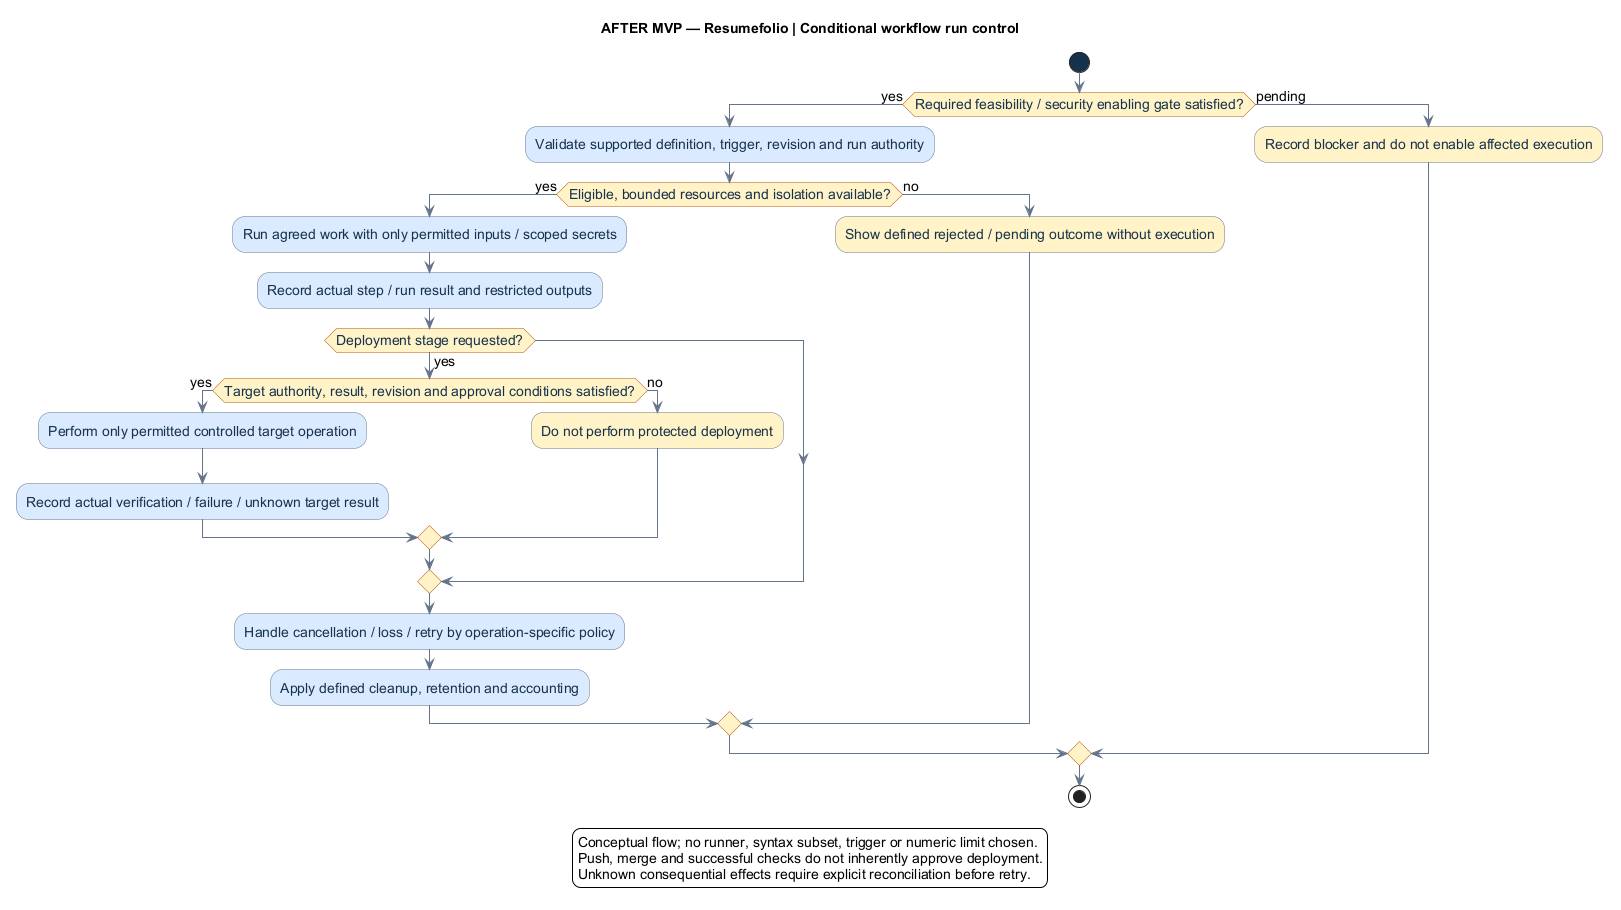 AFTER MVP — Resumefolio | Conditional workflow run control
yes
Required feasibility / security enabling gate satisfied?
pending
Validate supported definition, trigger, revision and run authority
Record blocker and do not enable affected execution
yes
Eligible, bounded resources and isolation available?
no
Run agreed work with only permitted inputs / scoped secrets
Show defined rejected / pending outcome without execution
Record actual step / run result and restricted outputs
Deployment stage requested?
yes
yes
Target authority, result, revision and approval conditions satisfied?
no
Perform only permitted controlled target operation
Do not perform protected deployment
Record actual verification / failure / unknown target result
Handle cancellation / loss / retry by operation-specific policy
Apply defined cleanup, retention and accounting
Conceptual flow; no runner, syntax subset, trigger or numeric limit chosen.
Push, merge and successful checks do not inherently approve deployment.
Unknown consequential effects require explicit reconciliation before retry.